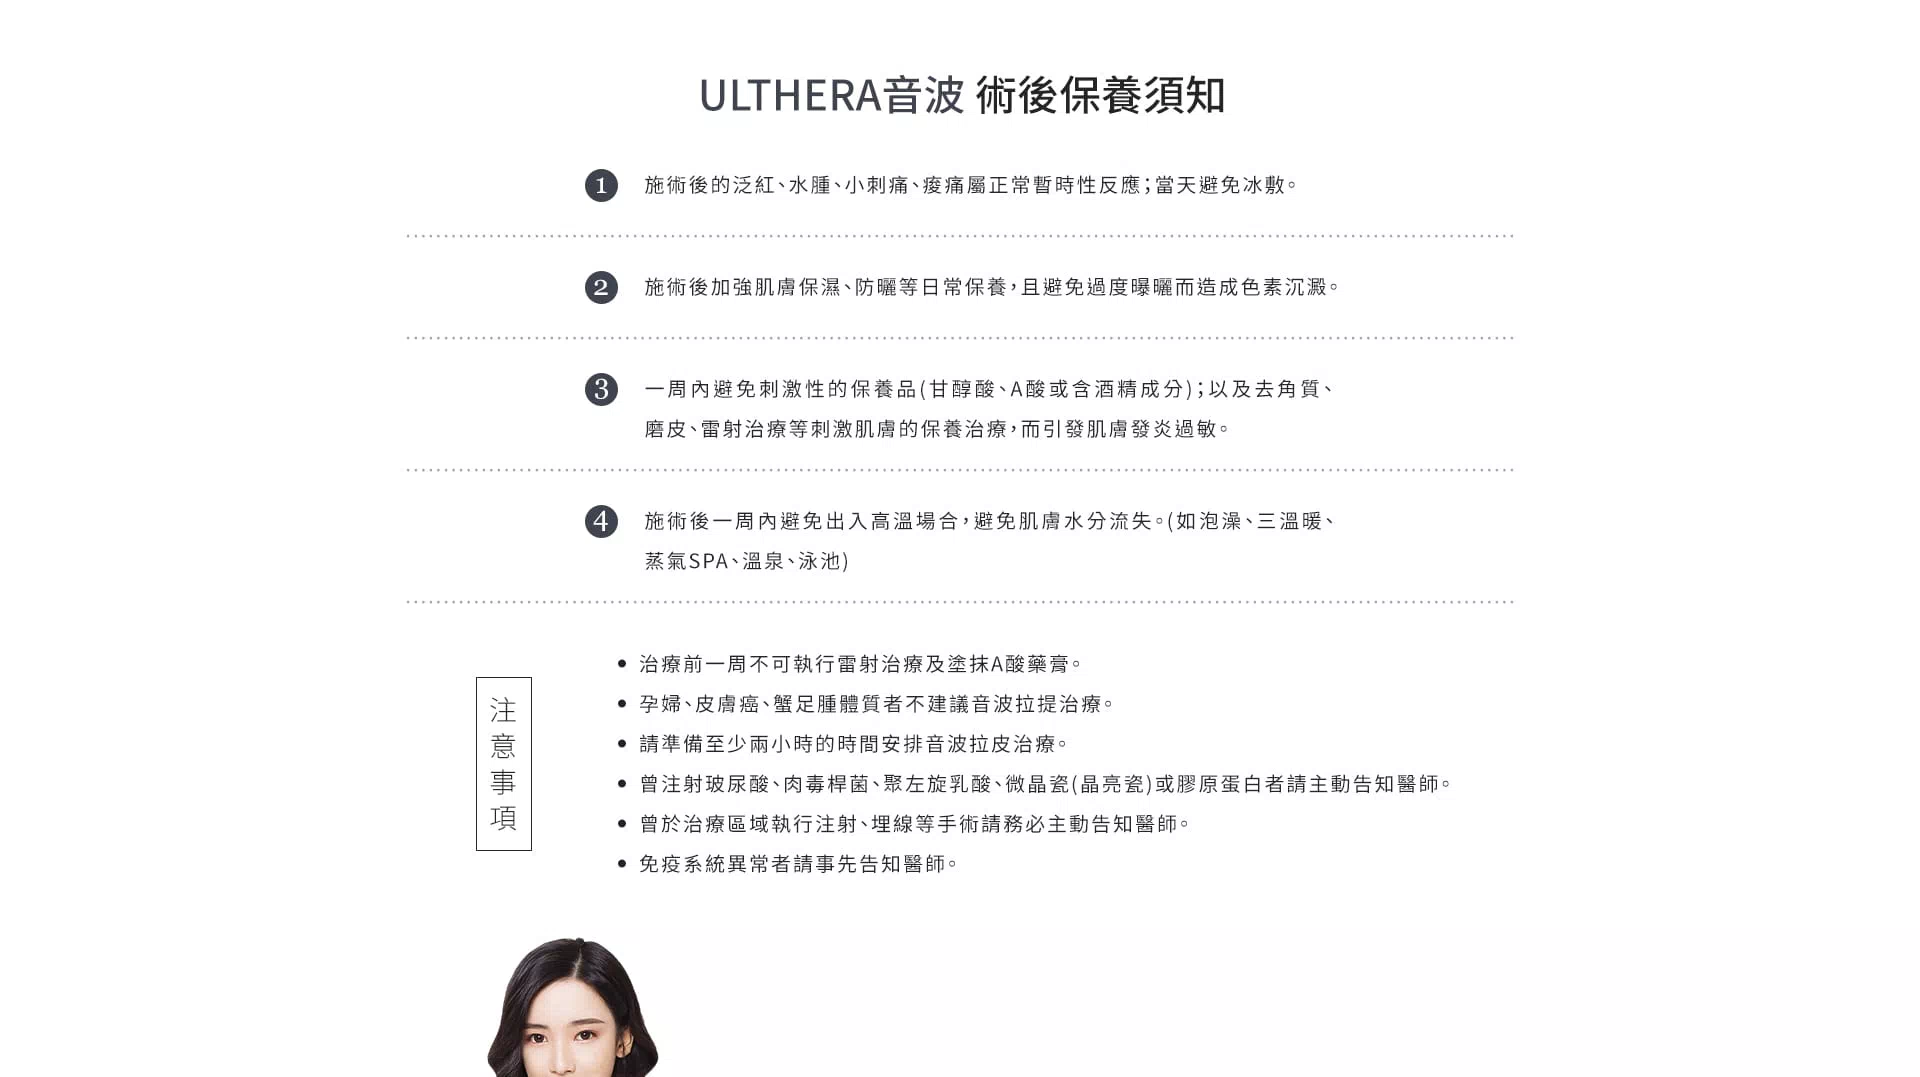 ULTHERA音波 術後保養須知
1 施術後的泛紅、水腫、小刺痛、痠痛屬正常暫時性反應；當天避免冰敷。
2 施術後加強肌膚保濕、防曬等日常保養，且避免過度曝曬而造成色素沉澱。
3 一周內避免刺激性的保養品(甘醇酸、A酸或含酒精成分)；以及去角質、
磨皮、雷射治療等刺激肌膚的保養治療，而引發肌膚發炎過敏。
4 施術後一周內避免出入高溫場合，避免肌膚水分流失。(如泡澡、三溫暖、
蒸氣SPA、溫泉、泳池)
注意事項
• 治療前一周不可執行雷射治療及塗抹A酸藥膏。
• 孕婦、皮膚癌、蟹足腫體質者不建議音波拉提治療。
• 請準備至少兩小時的時間安排音波拉皮治療。
• 曾注射玻尿酸、肉毒桿菌、聚左旋乳酸、微晶瓷(晶亮瓷)或膠原蛋白者請主動告知醫師。
• 曾於治療區域執行注射、埋線等手術請務必主動告知醫師。
• 免疫系統異常者請事先告知醫師。